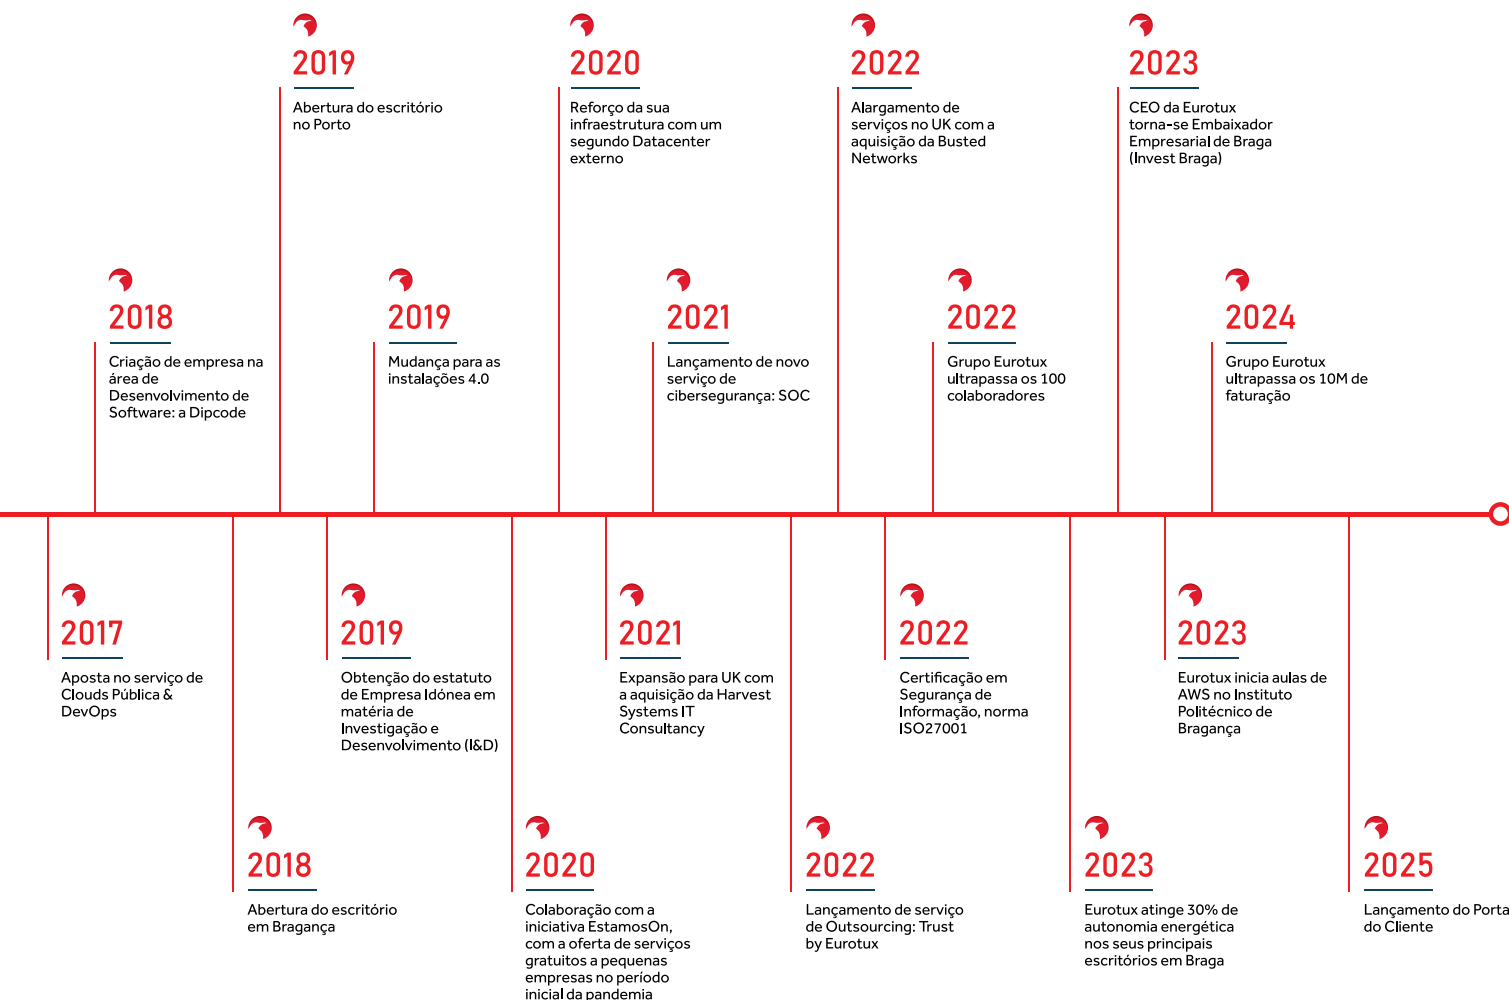 2019
Abertura do escritório
no Porto
2020
Reforço da sua
infraestrutura com um
segundo Datacenter
externo
2022
Alargamento de
serviços no UK com a
aquisição da Busted
Networks
2023
CEO da Eurotux
torna-se Embaixador
Empresarial de Braga
(Invest Braga)
2018
Criação de empresa na
área de
Desenvolvimento de
Software: a Dipcode
2019
Mudança para as
instalações 4.0
2021
Lançamento de novo
serviço de
cibersegurança: SOC
2022
Grupo Eurotux
ultrapassa os 100
colaboradores
2024
Grupo Eurotux
ultrapassa os 10M de
faturação
2017
Aposta no serviço de
Clouds Pública &
DevOps
2019
Obtenção do estatuto
de Empresa Idónea em
matéria de
Investigação e
Desenvolvimento (I&D)
2021
Expansão para UK com
a aquisição da Harvest
Systems IT
Consultancy
2022
Certificação em
Segurança de
Informação, norma
ISO27001
2023
Eurotux inicia aulas de
AWS no Instituto
Politécnico de
Bragança
2018
Abertura do escritório
em Bragança
2020
Colaboração com a
iniciativa EstamosOn,
com a oferta de serviços
gratuitos a pequenas
empresas no período
inicial da pandemia
2022
Lançamento de serviço
de Outsourcing: Trust
by Eurotux
2023
Eurotux atinge 30% de
autonomia energética
nos seus principais
escritórios em Braga
2025
Lançamento do Porta
do Cliente